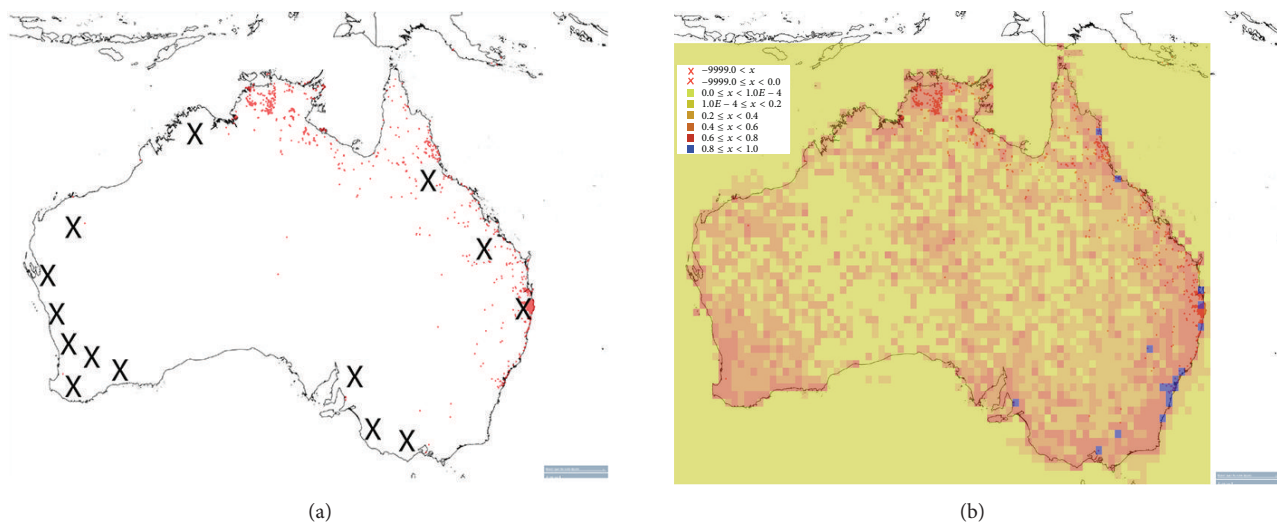 X
X
X
X
X
X
X
X
X
X
X
X
X
X
(a)
X −9999.0 < x
X −9999.0 ≤ x < 0.0
0.0 ≤ x < 1.0E − 4
1.0E − 4 ≤ x < 0.2
0.2 ≤ x < 0.4
0.4 ≤ x < 0.6
0.6 ≤ x < 0.8
0.8 ≤ x < 1.0
(b)